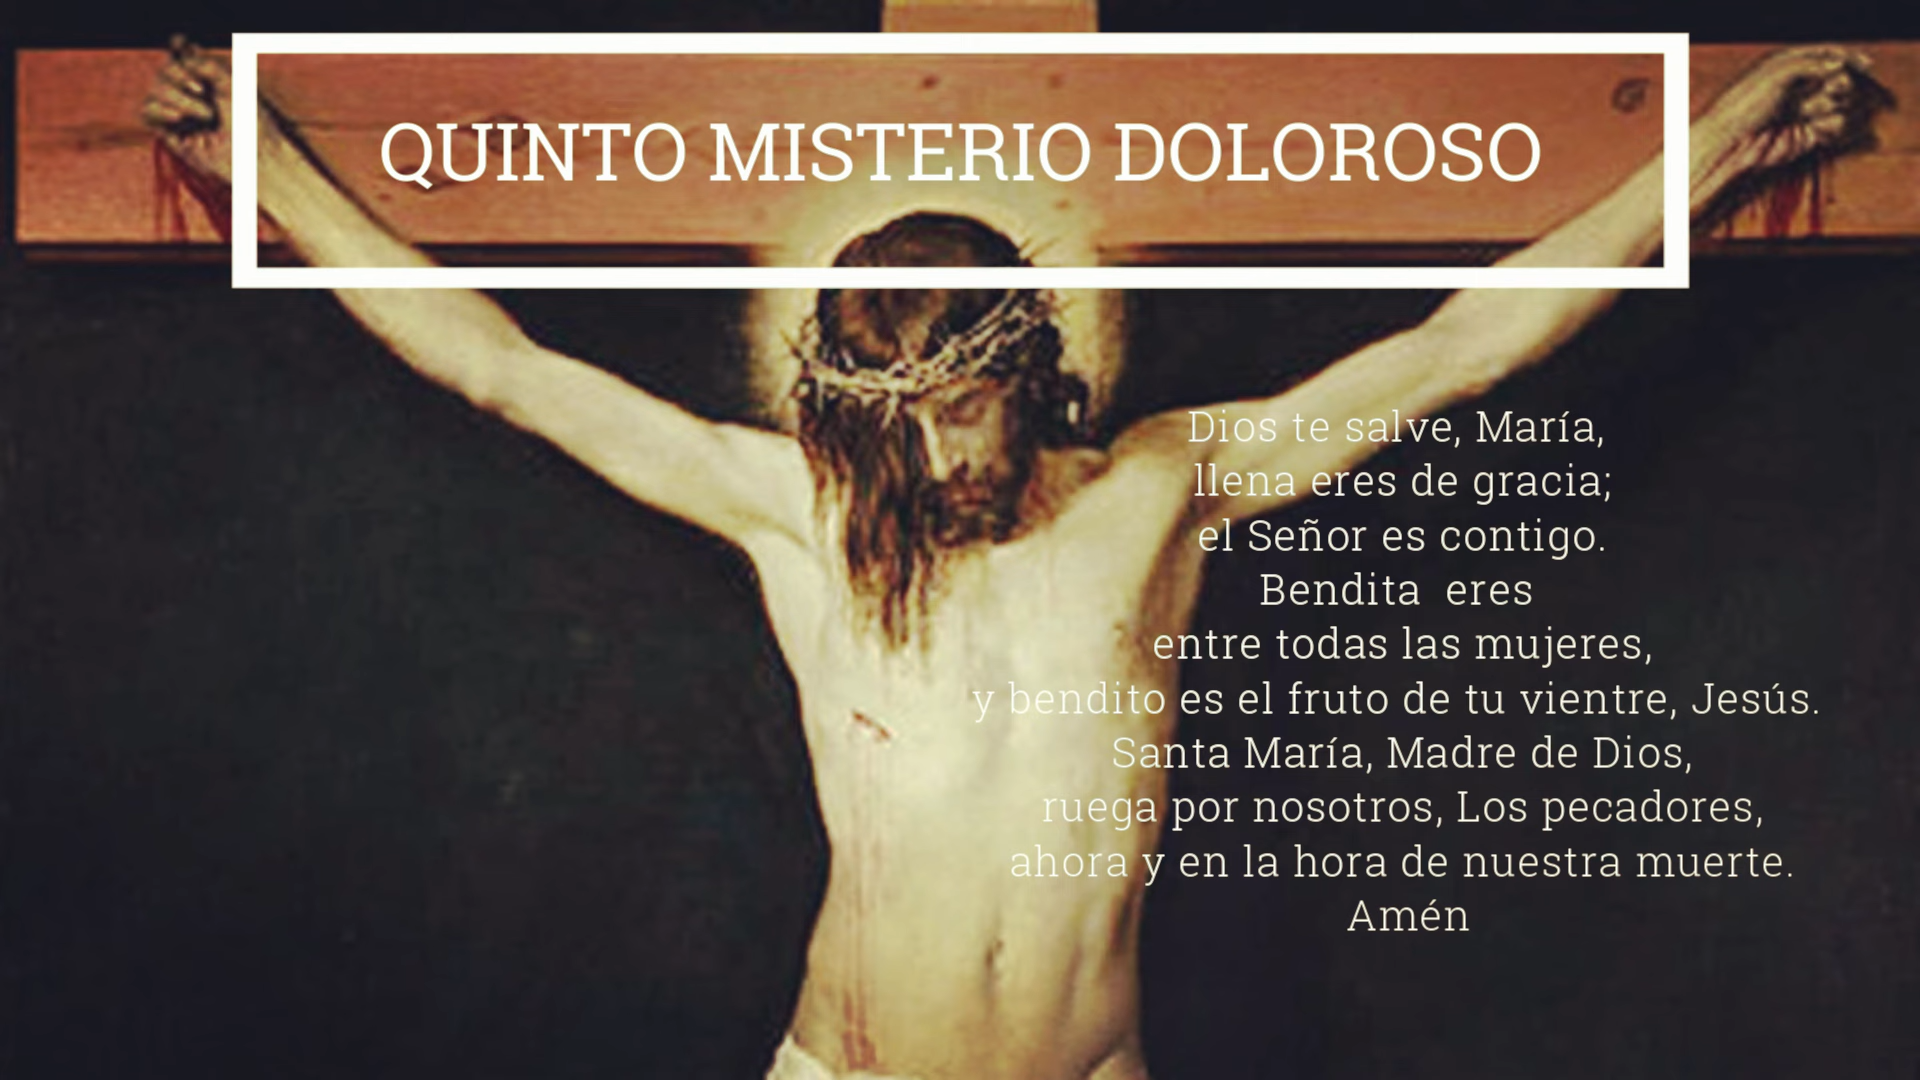 QUINTO MISTERIO DOLOROSO
Dios te salve, María,
llena eres de gracia;
el Señor es contigo.
Bendita  eres
entre todas las mujeres,
y bendito es el fruto de tu vientre, Jesús.
Santa María, Madre de Dios,
ruega por nosotros, Los pecadores,
ahora y en la hora de nuestra muerte.
Amén